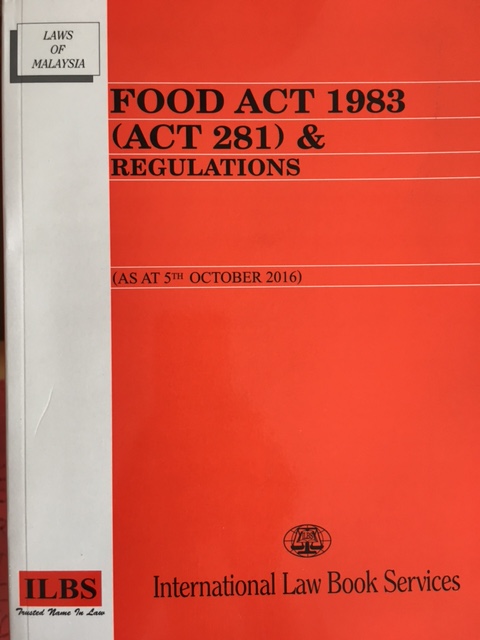 LAWS
OF
MALAYSIA
FOOD ACT 1983
(ACT 281) &
REGULATIONS
(AS AT 5TH OCTOBER 2016)
ILBS
International Law Book Services
ILBS
Trusted Name In Law